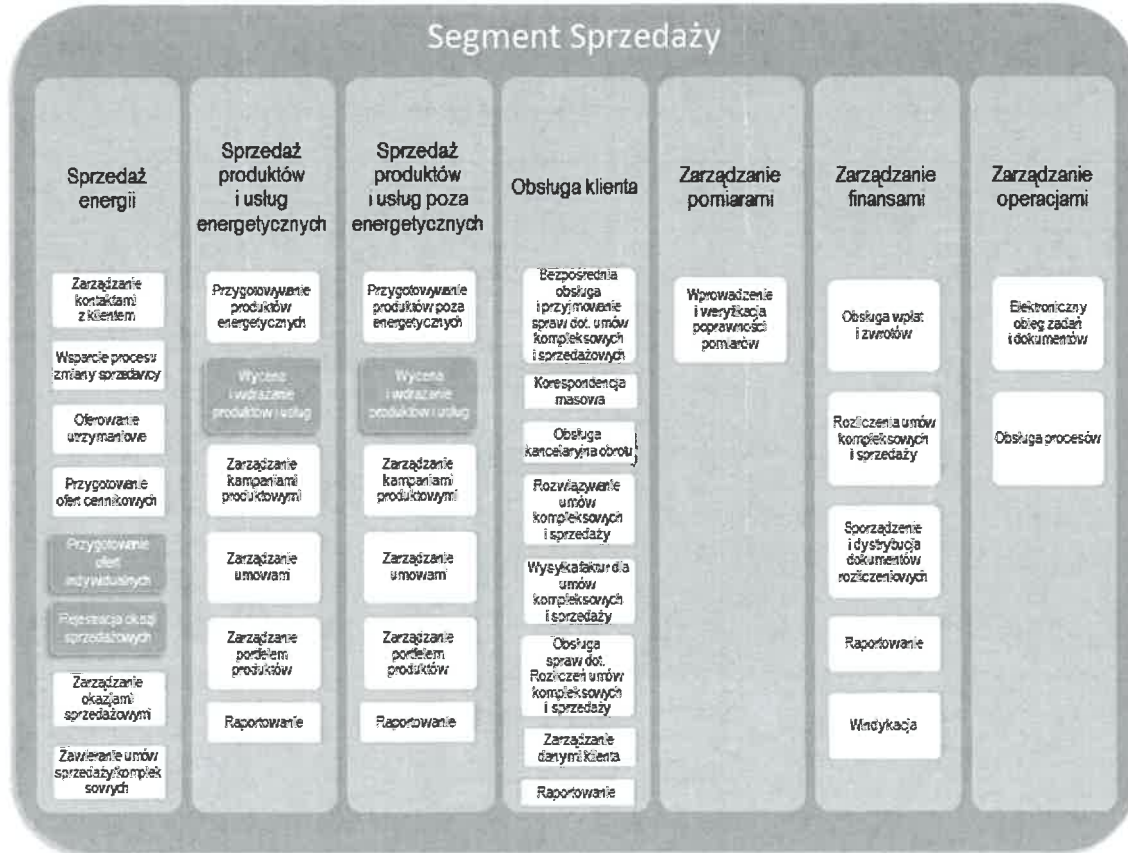 Segment Sprzedaży
Sprzedaż
energii
Zarządzanie
kontaktami
z klientem
Wsparcie procesu
zmiany sprzedawcy
Oferowanie
utrzymaniowe
Przygotowanie
ofert cennikowych
Przygotowanie
ofert
indywidualnych
Rejestracja okazji
sprzedażowych
Zarządzanie
okazjami
sprzedażowymi
Zawieranie umów
sprzedaży/komplek
sowych
Sprzedaż
produktów
i usług
energetycznych
Przygotowywanie
produktów
energetycznych
Wycena
i wdrażanie
produktów i usług
Zarządzanie
kampaniami
produktowymi
Zarządzanie
umowami
Zarządzanie
portfelem
produktów
Raportowanie
Sprzedaż
produktów
i usług poza
energetycznych
Przygotowywanie
produktów poza
energetycznych
Wycena
i wdrażanie
produktów i usług
Zarządzanie
kampaniami
produktowymi
Zarządzanie
umowami
Zarządzanie
portfelem
produktów
Raportowanie
Obsługa klienta
Bezpośrednia
obsługa
i przyjmowanie
spraw dot. umów
kompleksowych
i sprzedażowych
Korespondencja
masowa
Obsługa
kancelaryjna obrotu
Rozwiązywanie
umów
kompleksowych
i sprzedaży
Wysyłka faktur dla
umów
kompleksowych
i sprzedaży
Obsługa
spraw dot.
Rozliczeń umów
kompleksowych
i sprzedaży
Zarządzanie
danymi klienta
Raportowanie
Zarządzanie
pomiarami
Wprowadzenie
i weryfikacja
poprawności
pomiarów
Zarządzanie
finansami
Obsługa wpłat
i zwrotów
Rozliczenia umów
kompleksowych
i sprzedaży
Sporządzenie
i dystrybucja
dokumentów
rozliczeniowych
Raportowanie
Windykacja
Zarządzanie
operacjami
Elektroniczny
obieg zadań
i dokumentów
Obsługa procesów